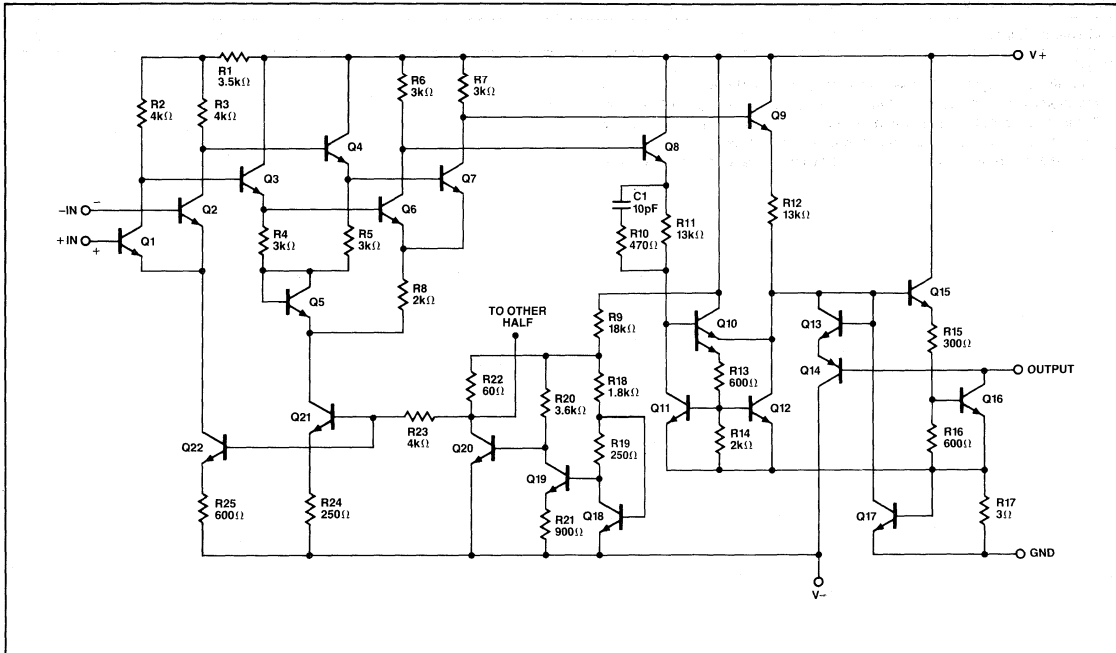 V+
R1
3.5kΩ
R2
4kΩ
R3
4kΩ
R6
3kΩ
R7
3kΩ
Q9
Q4
Q8
Q3
Q7
C1
10pF
R12
13kΩ
–
–IN
Q2
Q6
R11
13kΩ
+IN
+
Q1
R4
3kΩ
R5
3kΩ
R10
470Ω
Q5
R8
2kΩ
Q15
TO OTHER
HALF
R9
18kΩ
Q10
Q13
R15
300Ω
R22
60Ω
R18
1.8kΩ
R13
600Ω
Q14
OUTPUT
R20
3.6kΩ
Q11
Q12
Q16
Q21
R23
4kΩ
R14
2kΩ
R16
600Ω
Q22
Q20
R19
250Ω
Q19
R25
600Ω
R24
250Ω
R21
900Ω
Q18
Q17
R17
3Ω
GND
V–